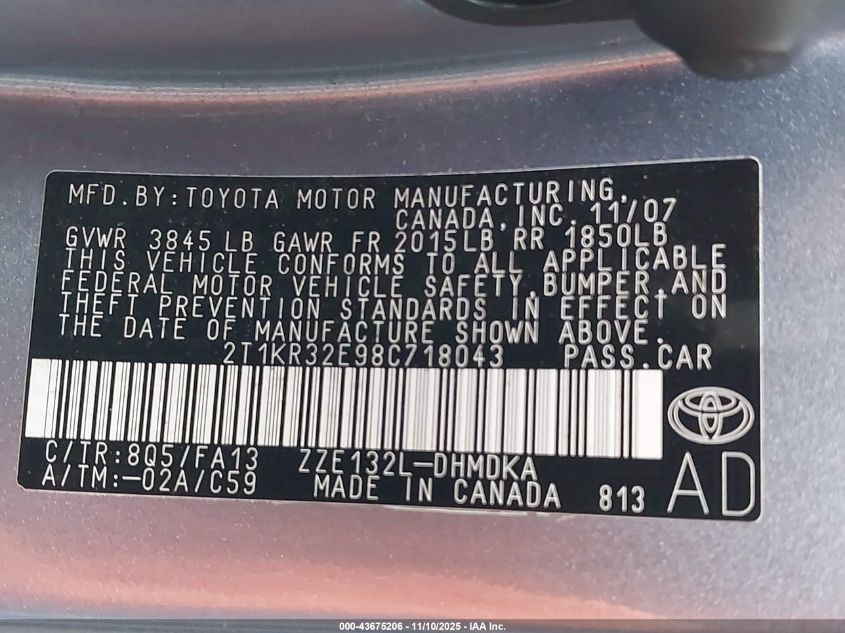 MFD.BY:TOYOTA MOTOR MANUFACTURING,
CANADA,INC. 11/07
GVWR 3845 LB GAWR FR 2015LB RR 1850LB
THIS VEHICLE CONFORMS TO ALL APPLICABLE
FEDERAL MOTOR VEHICLE SAFETY,BUMPER,AND
THEFT PREVENTION STANDARDS IN EFFECT ON
THE DATE OF MANUFACTURE SHOWN ABOVE.
2T1KR32E98C718043 PASS.CAR
C/TR:8Q5/FA13 ZZE132L-DHMDKA
A/TM:-02A/C59 MADE IN CANADA 813 AD
000-43675206 - 11/10/2025 - IAA Inc.